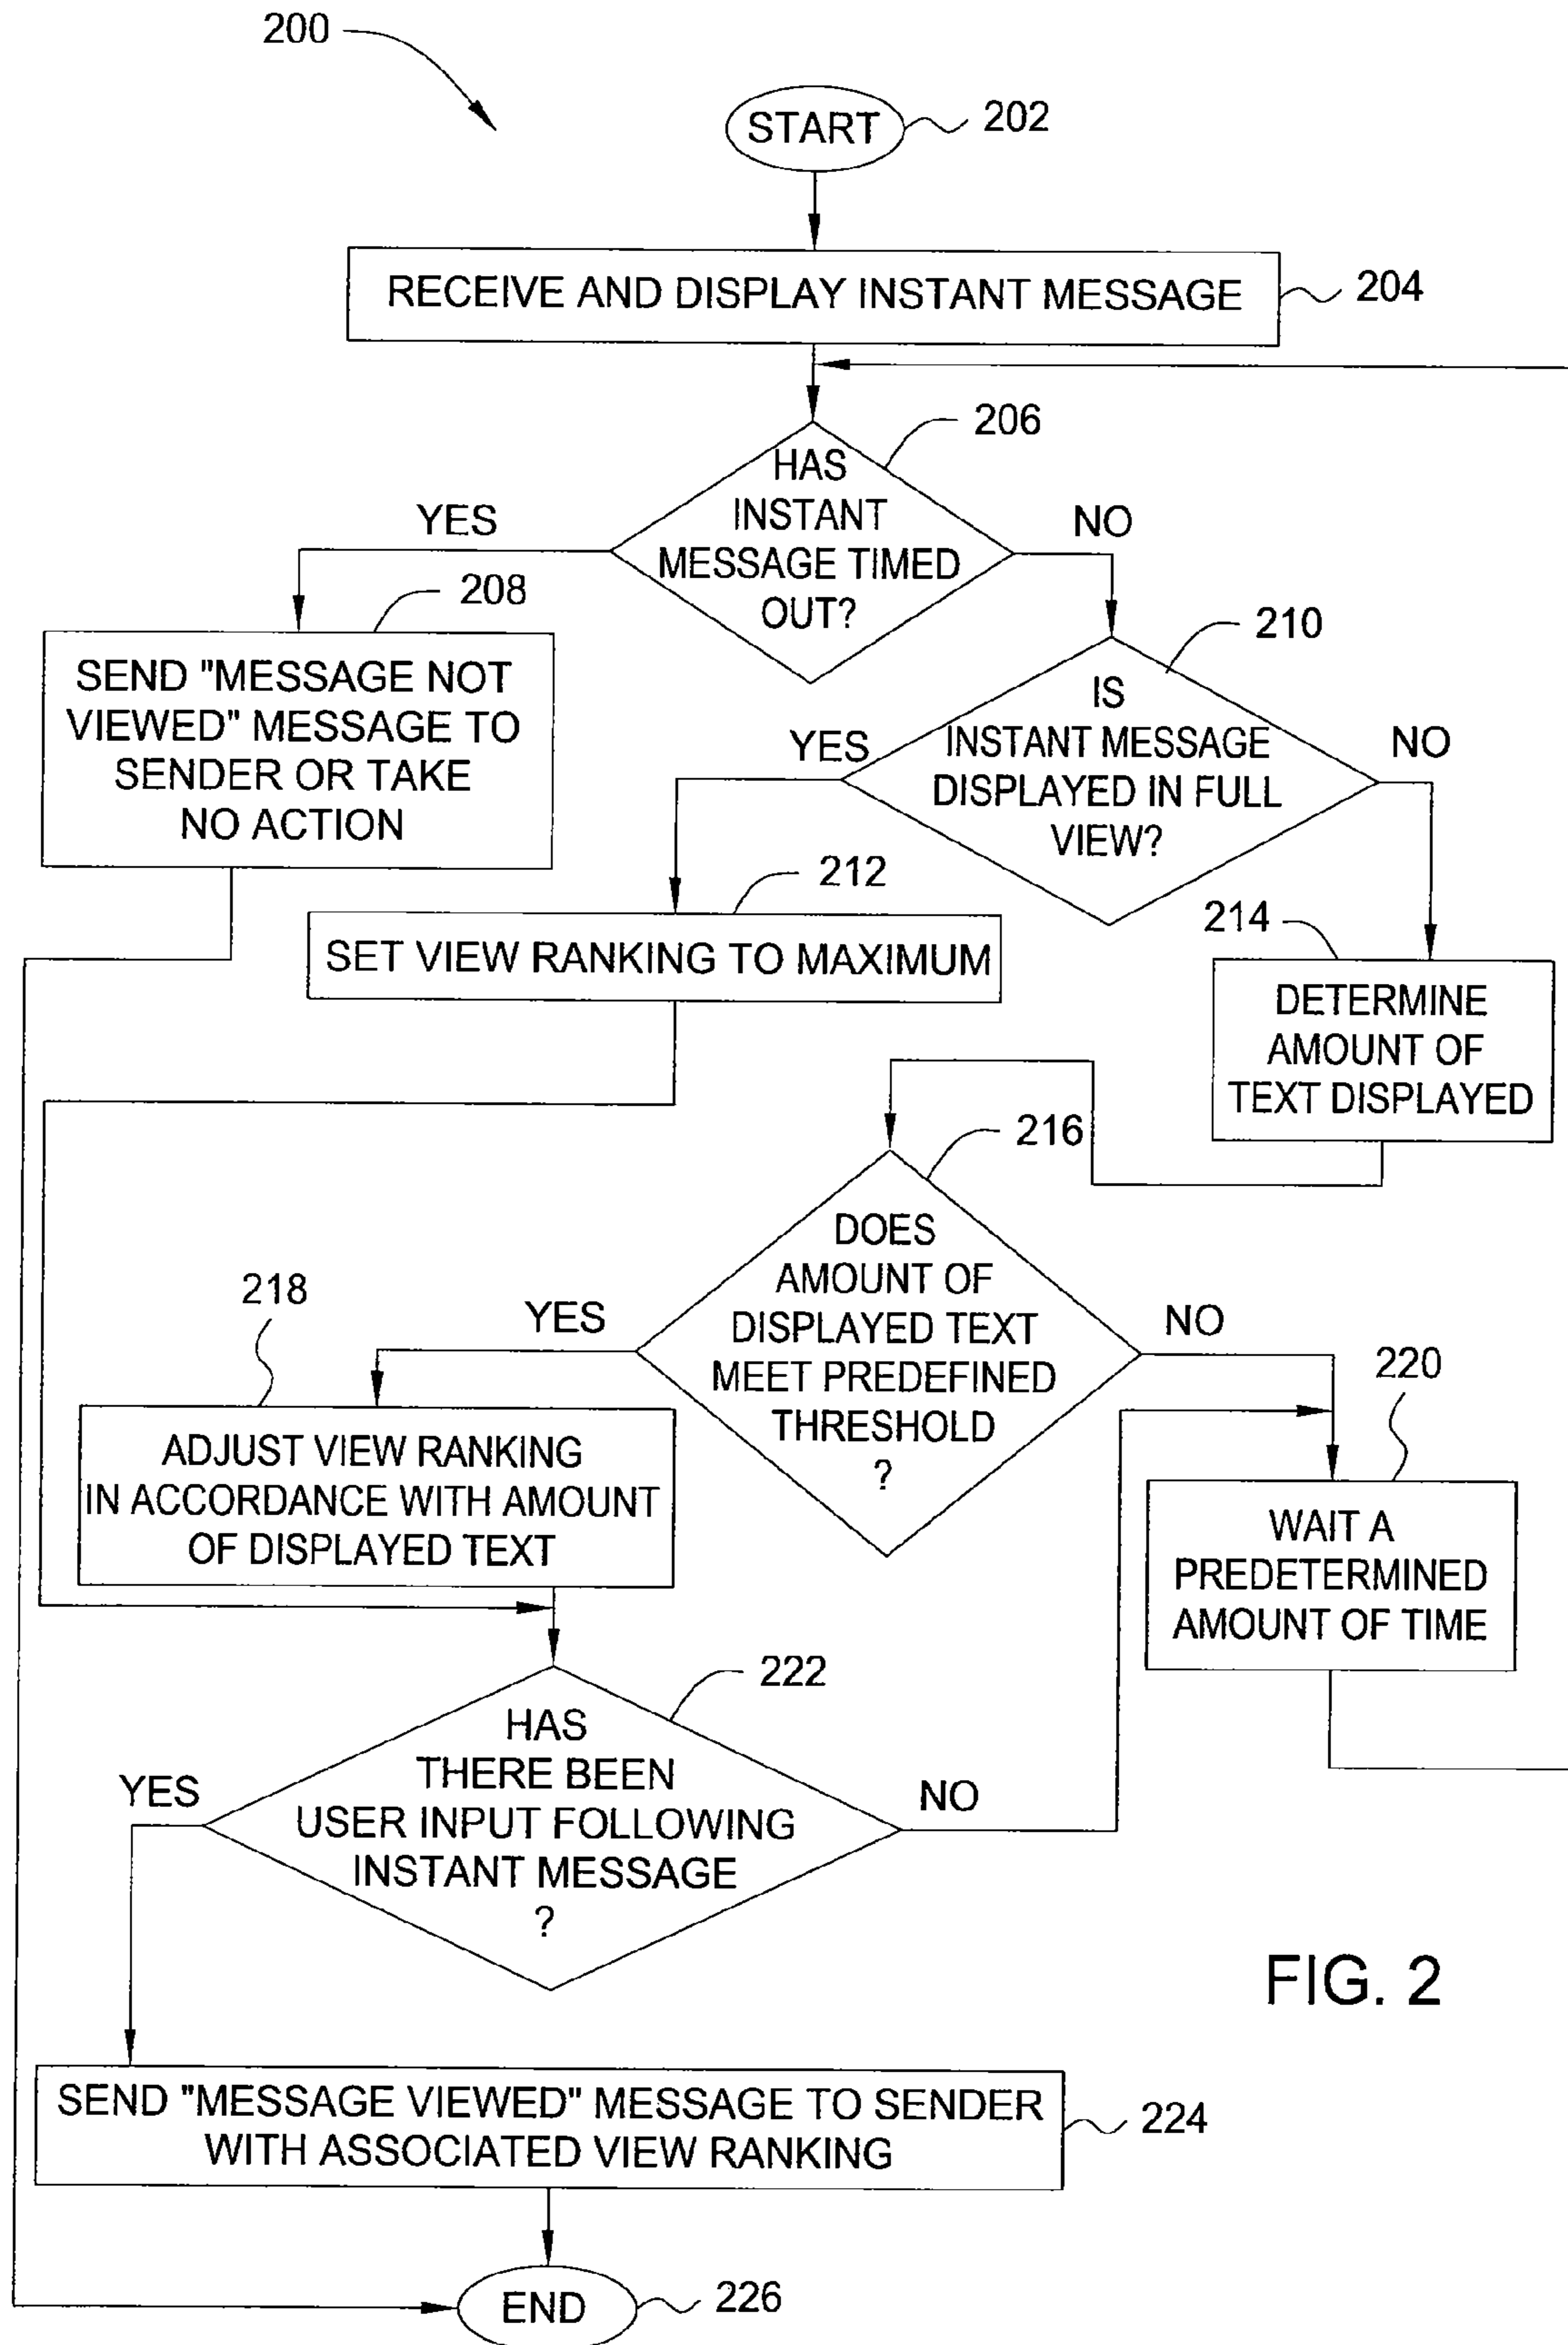 200
START
202
RECEIVE AND DISPLAY INSTANT MESSAGE
204
206
HAS
INSTANT
MESSAGE TIMED
OUT?
YES
NO
208
SEND "MESSAGE NOT
VIEWED" MESSAGE TO
SENDER OR TAKE
NO ACTION
210
IS
INSTANT MESSAGE
DISPLAYED IN FULL
VIEW?
YES
NO
212
SET VIEW RANKING TO MAXIMUM
214
DETERMINE
AMOUNT OF
TEXT DISPLAYED
216
DOES
AMOUNT OF
DISPLAYED TEXT
MEET PREDEFINED
THRESHOLD
?
YES
NO
218
ADJUST VIEW RANKING
IN ACCORDANCE WITH AMOUNT
OF DISPLAYED TEXT
220
WAIT A
PREDETERMINED
AMOUNT OF TIME
222
HAS
THERE BEEN
USER INPUT FOLLOWING
INSTANT MESSAGE
?
YES
NO
FIG. 2
SEND "MESSAGE VIEWED" MESSAGE TO SENDER
WITH ASSOCIATED VIEW RANKING
224
END
226